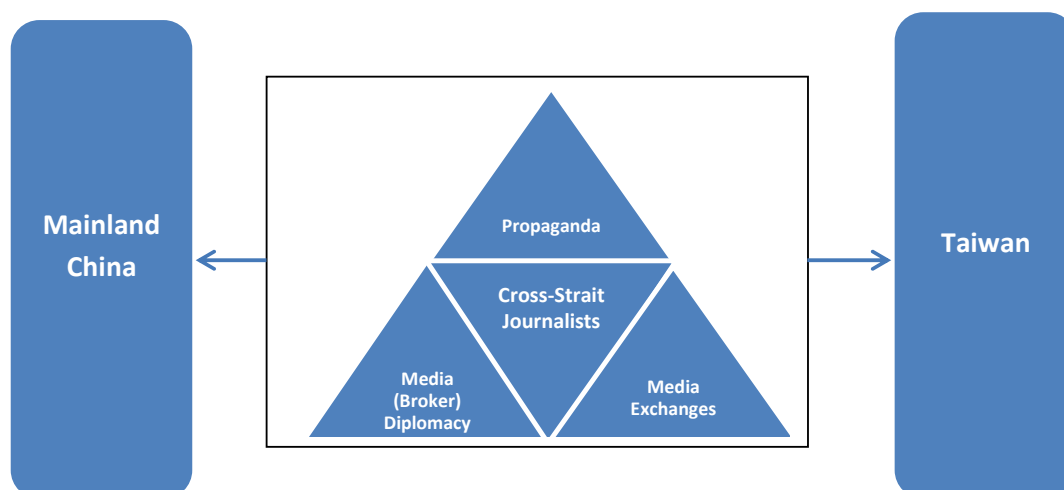 Mainland
China
Propaganda
Cross-Strait
Journalists
Media
(Broker)
Diplomacy
Media
Exchanges
Taiwan